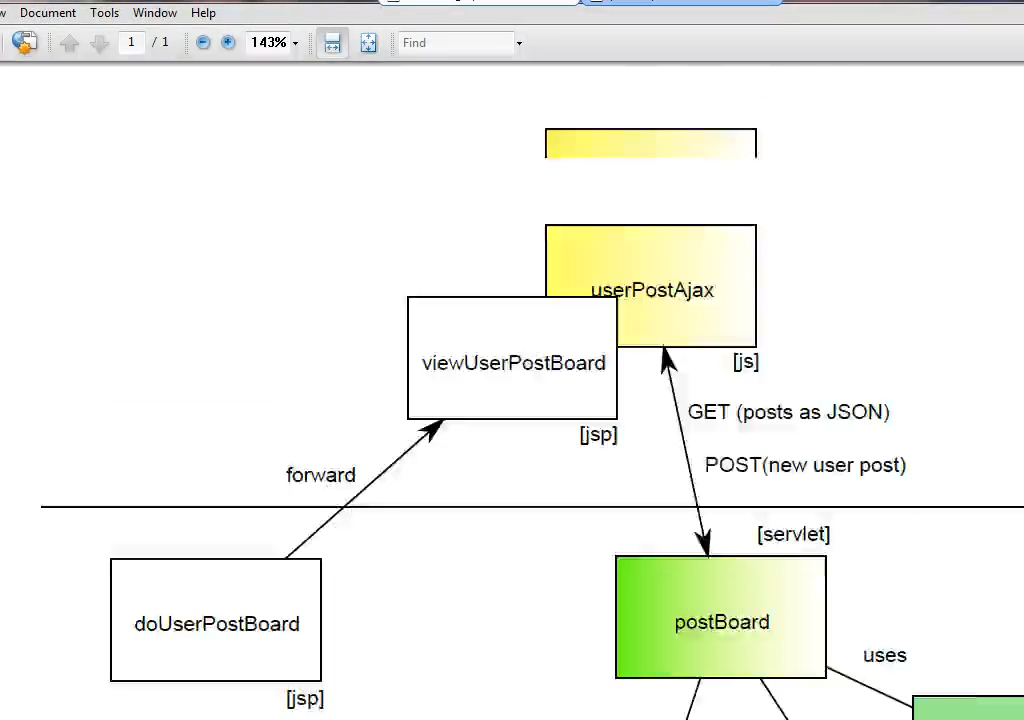 Document Tools Window Help
1 / 1 143% Find
userPostAjax
viewUserPostBoard
[js]
GET (posts as JSON)
[jsp]
forward
POST(new user post)
[servlet]
doUserPostBoard
postBoard
uses
[jsp]